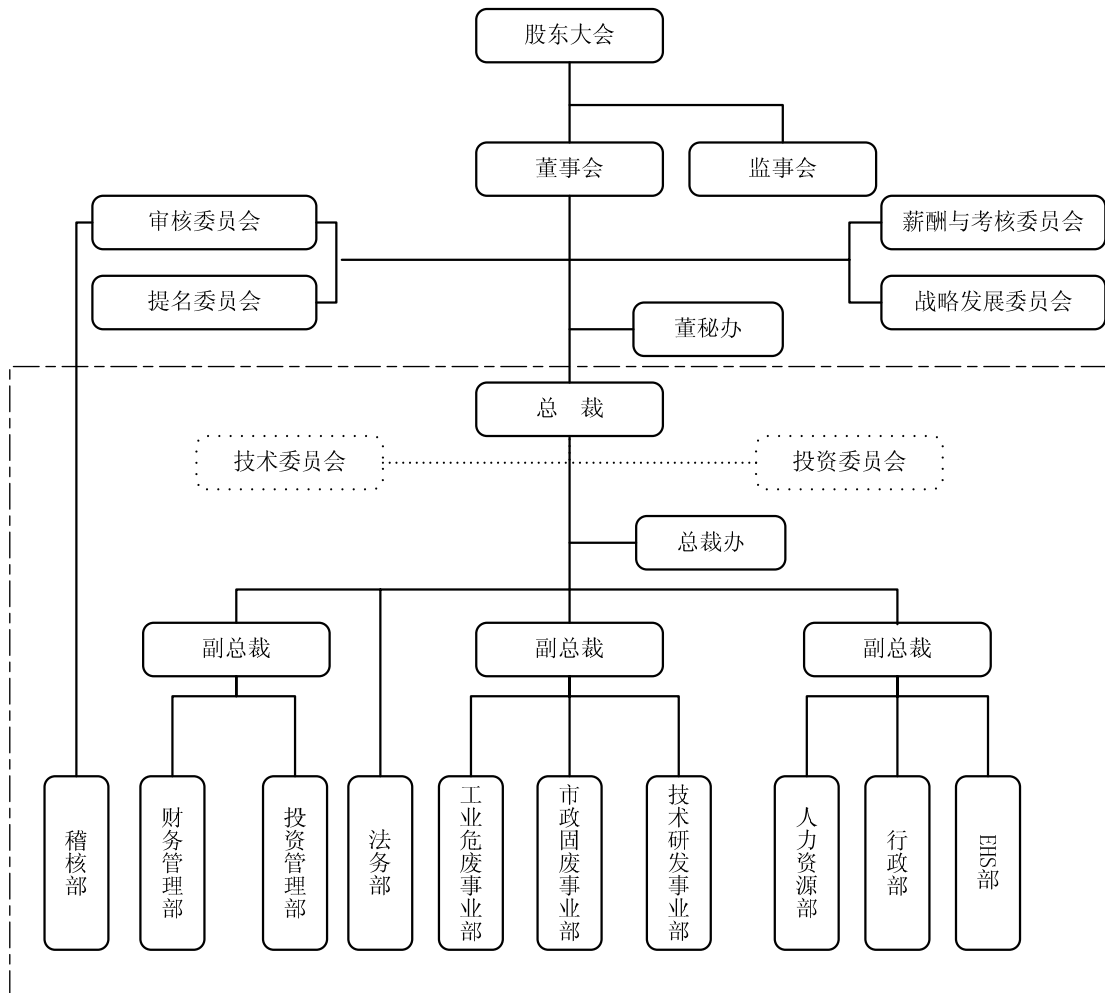 股东大会
董事会
监事会
审核委员会
薪酬与考核委员会
提名委员会
战略发展委员会
董秘办
总 裁
技术委员会
投资委员会
总裁办
副总裁
副总裁
副总裁
稽核部
财务管理部
投资管理部
法务部
工业危废事业部
市政固废事业部
技术研发事业部
人力资源部
行政部
EHS部